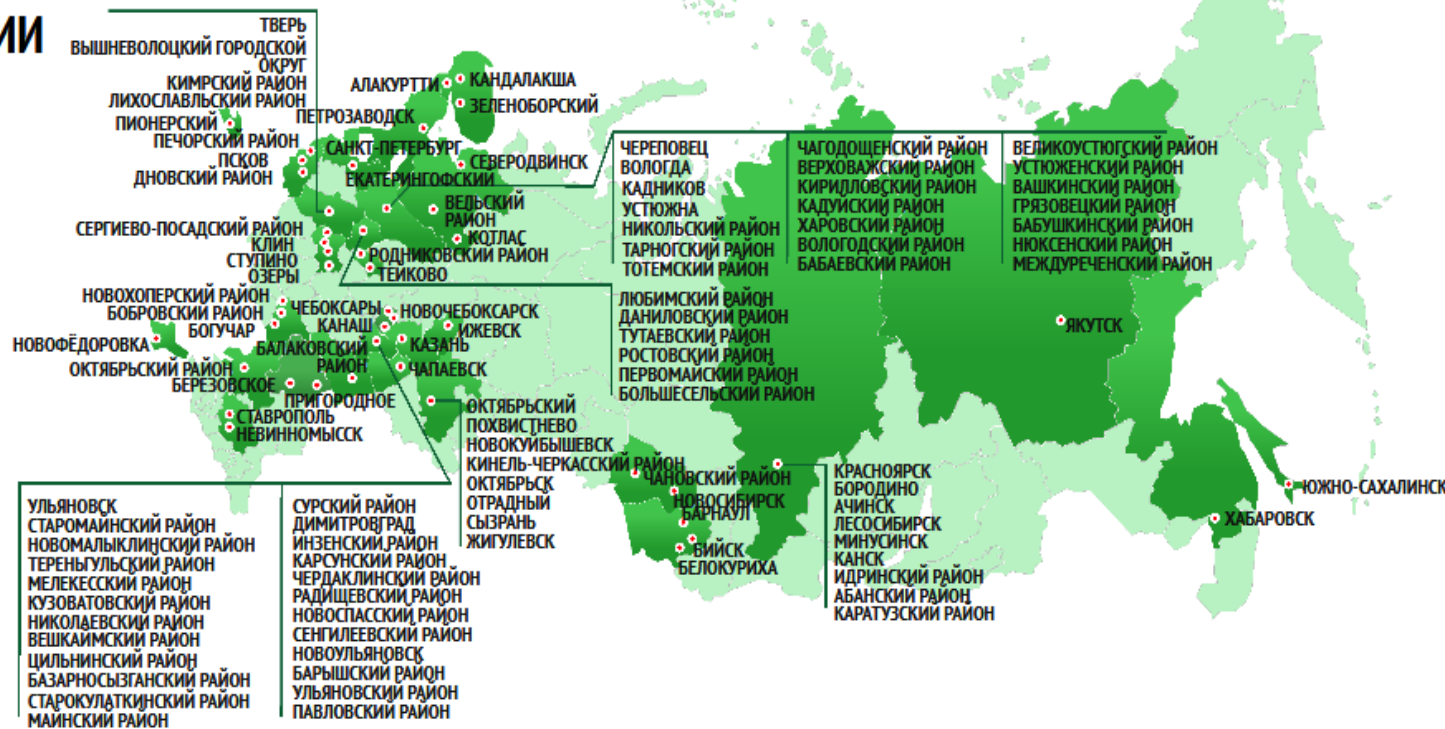 ИИ
ТВЕРЬ
ВЫШНЕВОЛОЦКИЙ ГОРОДСКОЙ
ОКРУГ
КИМРСКИЙ РАЙОН
ЛИХОСЛАВЛЬСКИЙ РАЙОН
ПИОНЕРСКИЙ
ПЕЧОРСКИЙ РАЙОН
ПСКОВ
ДНОВСКИЙ РАЙОН
АЛАКУРТТИ
КАНДАЛАКША
ЗЕЛЕНОБОРСКИЙ
ПЕТРОЗАВОДСК
САНКТ-ПЕТЕРБУРГ
СЕВЕРОДВИНСК
ЕКАТЕРИНГОФСКИЙ
ВЕЛЬСКИЙ
РАЙОН
КОТЛАС
РОДНИКОВСКИЙ РАЙОН
ТЕЙКОВО
СЕРГИЕВО-ПОСАДСКИЙ РАЙОН
КЛИН
СТУПИНО
ОЗЕРЫ
ЧЕРЕПОВЕЦ
ВОЛОГДА
КАДНИКОВ
УСТЮЖНА
НИКОЛЬСКИЙ РАЙОН
ТАРНОГСКИЙ РАЙОН
ТОТЕМСКИЙ РАЙОН
ЧАГОДОЩЕНСКИЙ РАЙОН
ВЕРХОВАЖСКИЙ РАЙОН
КИРИЛЛОВСКИЙ РАЙОН
КАДУЙСКИЙ РАЙОН
ХАРОВСКИЙ РАЙОН
ВОЛОГОДСКИЙ РАЙОН
БАБАЕВСКИЙ РАЙОН
ВЕЛИКОУСТЮГСКИЙ РАЙОН
УСТЮЖЕНСКИЙ РАЙОН
ВАШКИНСКИЙ РАЙОН
ГРЯЗОВЕЦКИЙ РАЙОН
БАБУШКИНСКИЙ РАЙОН
НЮКСЕНСКИЙ РАЙОН
МЕЖДУРЕЧЕНСКИЙ РАЙОН
ЛЮБИМСКИЙ РАЙОН
ДАНИЛОВСКИЙ РАЙОН
ТУТАЕВСКИЙ РАЙОН
РОСТОВСКИЙ РАЙОН
ПЕРВОМАЙСКИЙ РАЙОН
БОЛЬШЕСЕЛЬСКИЙ РАЙОН
НОВОХОПЕРСКИЙ РАЙОН
БОБРОВСКИЙ РАЙОН
БОГУЧАР
НОВОФЁДОРОВКА
ЧЕБОКСАРЫ
НОВОЧЕБОКСАРСК
КАНАШ
ИЖЕВСК
КАЗАНЬ
БАЛАКОВСКИЙ
РАЙОН
ЧАПАЕВСК
ОКТЯБРЬСКИЙ РАЙОН
БЕРЕЗОВСКОЕ
ПРИГОРОДНОЕ
СТАВРОПОЛЬ
НЕВИННОМЫССК
ОКТЯБРЬСКИЙ
ПОХВИСТНЕВО
НОВОКУЙБЫШЕВСК
КИНЕЛЬ-ЧЕРКАССКИЙ РАЙОН
ОКТЯБРЬСК
ОТРАДНЫЙ
СЫЗРАНЬ
ЖИГУЛЕВСК
ЧАНОВСКИЙ РАЙОН
НОВОСИБИРСК
БАРНАУЛ
БИЙСК
БЕЛОКУРИХА
КРАСНОЯРСК
БОРОДИНО
АЧИНСК
ЛЕСОСИБИРСК
МИНУСИНСК
КАНСК
ИДРИНСКИЙ РАЙОН
АБАНСКИЙ РАЙОН
КАРАТУЗСКИЙ РАЙОН
ЯКУТСК
ЮЖНО-САХАЛИНСК
ХАБАРОВСК
УЛЬЯНОВСК
СТАРОМАЙНСКИЙ РАЙОН
НОВОМАЛЫКЛИНСКИЙ РАЙОН
ТЕРЕНЬГУЛЬСКИЙ РАЙОН
МЕЛЕКЕССКИЙ РАЙОН
КУЗОВАТОВСКИЙ РАЙОН
НИКОЛАЕВСКИЙ РАЙОН
ВЕШКАЙМСКИЙ РАЙОН
ЦИЛЬНИНСКИЙ РАЙОН
БАЗАРНОСЫЗГАНСКИЙ РАЙОН
СТАРОКУЛАТКИНСКИЙ РАЙОН
МАЙНСКИЙ РАЙОН
СУРСКИЙ РАЙОН
ДИМИТРОВГРАД
ИНЗЕНСКИЙ РАЙОН
КАРСУНСКИЙ РАЙОН
ЧЕРДАКЛИНСКИЙ РАЙОН
РАДИЩЕВСКИЙ РАЙОН
НОВОСПАССКИЙ РАЙОН
СЕНГИЛЕЕВСКИЙ РАЙОН
НОВОУЛЬЯНОВСК
БАРЫШСКИЙ РАЙОН
УЛЬЯНОВСКИЙ РАЙОН
ПАВЛОВСКИЙ РАЙОН